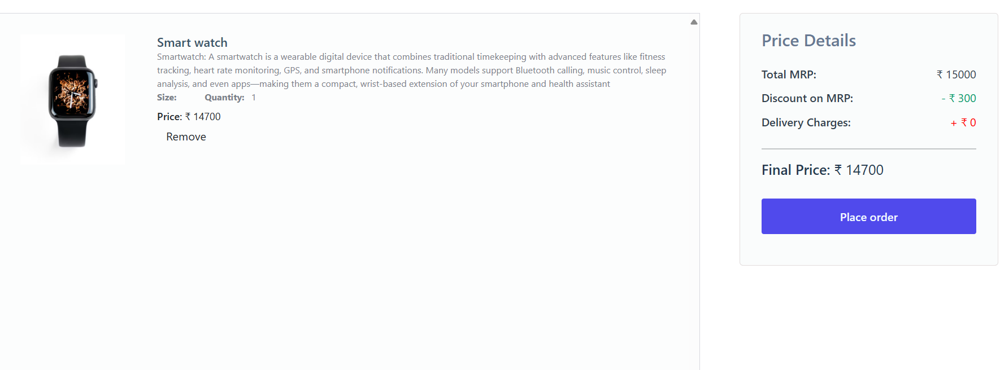 Smart watch
Smartwatch: A smartwatch is a wearable digital device that combines traditional timekeeping with advanced features like fitness
tracking, heart rate monitoring, GPS, and smartphone notifications. Many models support Bluetooth calling, music control, sleep
analysis, and even apps—making them a compact, wrist-based extension of your smartphone and health assistant
Size: Quantity: 1
Price: ₹ 14700
Remove
Price Details
Total MRP: ₹ 15000
Discount on MRP: - ₹ 300
Delivery Charges: + ₹ 0
Final Price: ₹ 14700
Place order